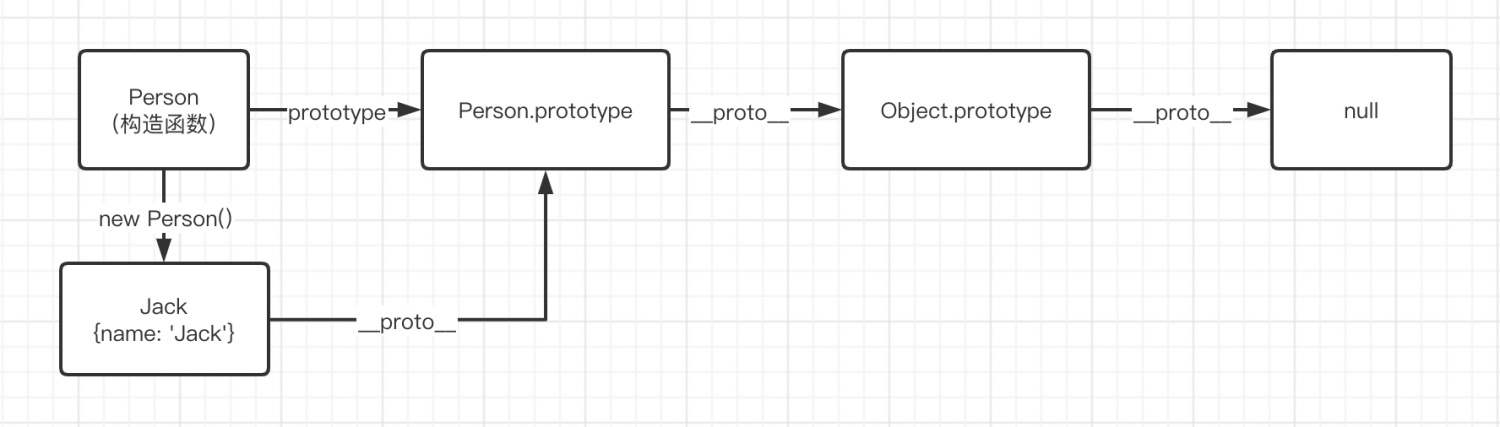 Person
(构造函数)
prototype
Person.prototype
__proto__
Object.prototype
__proto__
null
new Person()
Jack
{name: 'Jack'}
__proto__